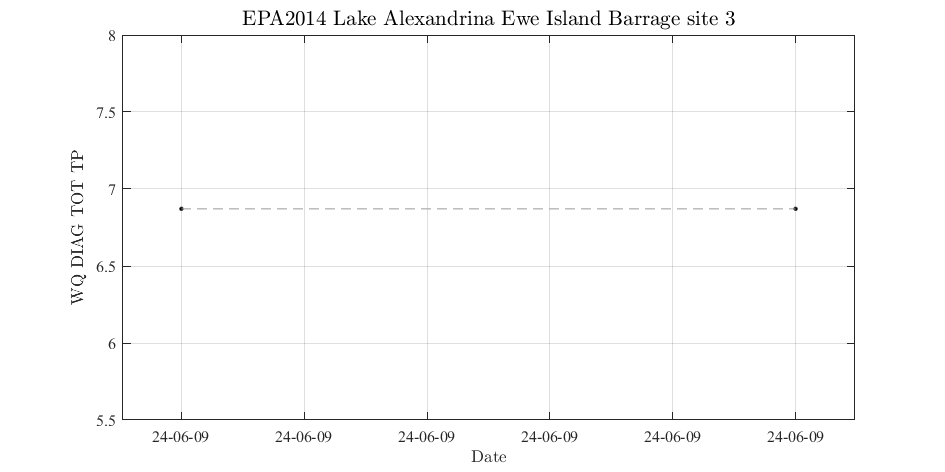 EPA2014 Lake Alexandrina Ewe Island Barrage site 3
8
7.5
7
6.5
6
5.5
WQ DIAG TOT TP
24-06-09 24-06-09 24-06-09 24-06-09 24-06-09 24-06-09
Date